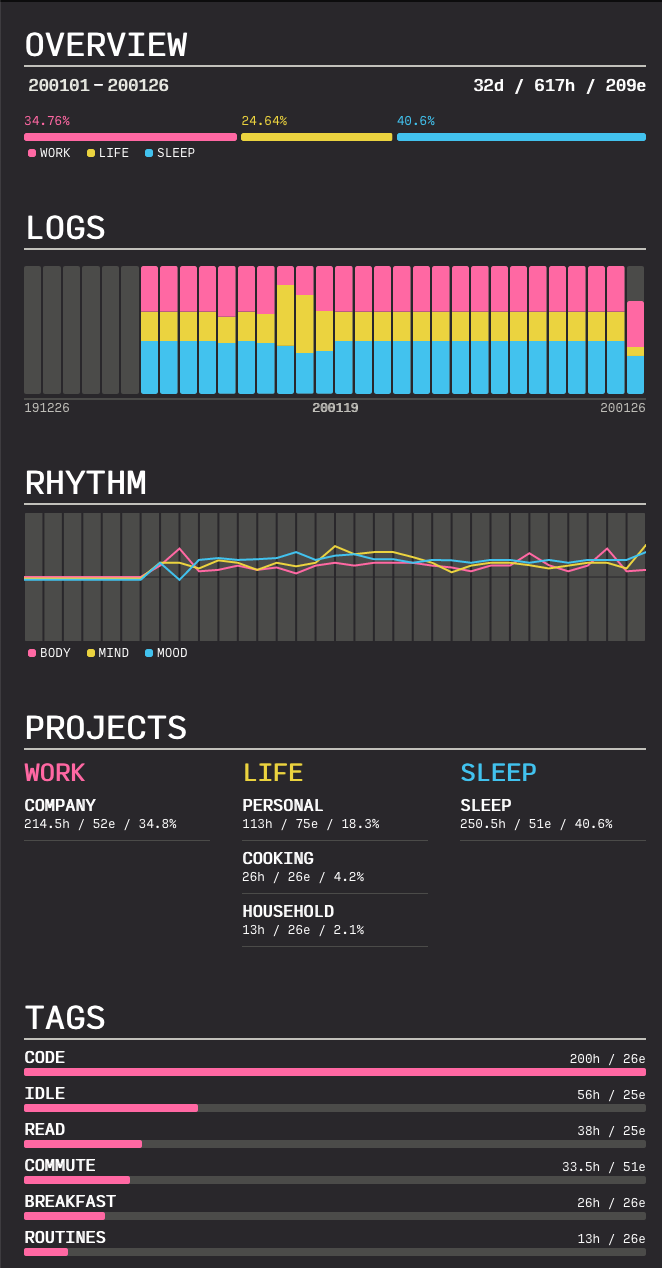 OVERVIEW
200101 – 200126 32d / 617h / 209e
34.76% 24.64% 40.6%
WORK LIFE SLEEP
LOGS
191226 200119 200126
RHYTHM
BODY MIND MOOD
PROJECTS
WORK LIFE SLEEP
COMPANY PERSONAL SLEEP
214.5h / 52e / 34.8% 113h / 75e / 18.3% 250.5h / 51e / 40.6%
COOKING
26h / 26e / 4.2%
HOUSEHOLD
13h / 26e / 2.1%
TAGS
CODE 200h / 26e
IDLE 56h / 25e
READ 38h / 25e
COMMUTE 33.5h / 51e
BREAKFAST 26h / 26e
ROUTINES 13h / 26e